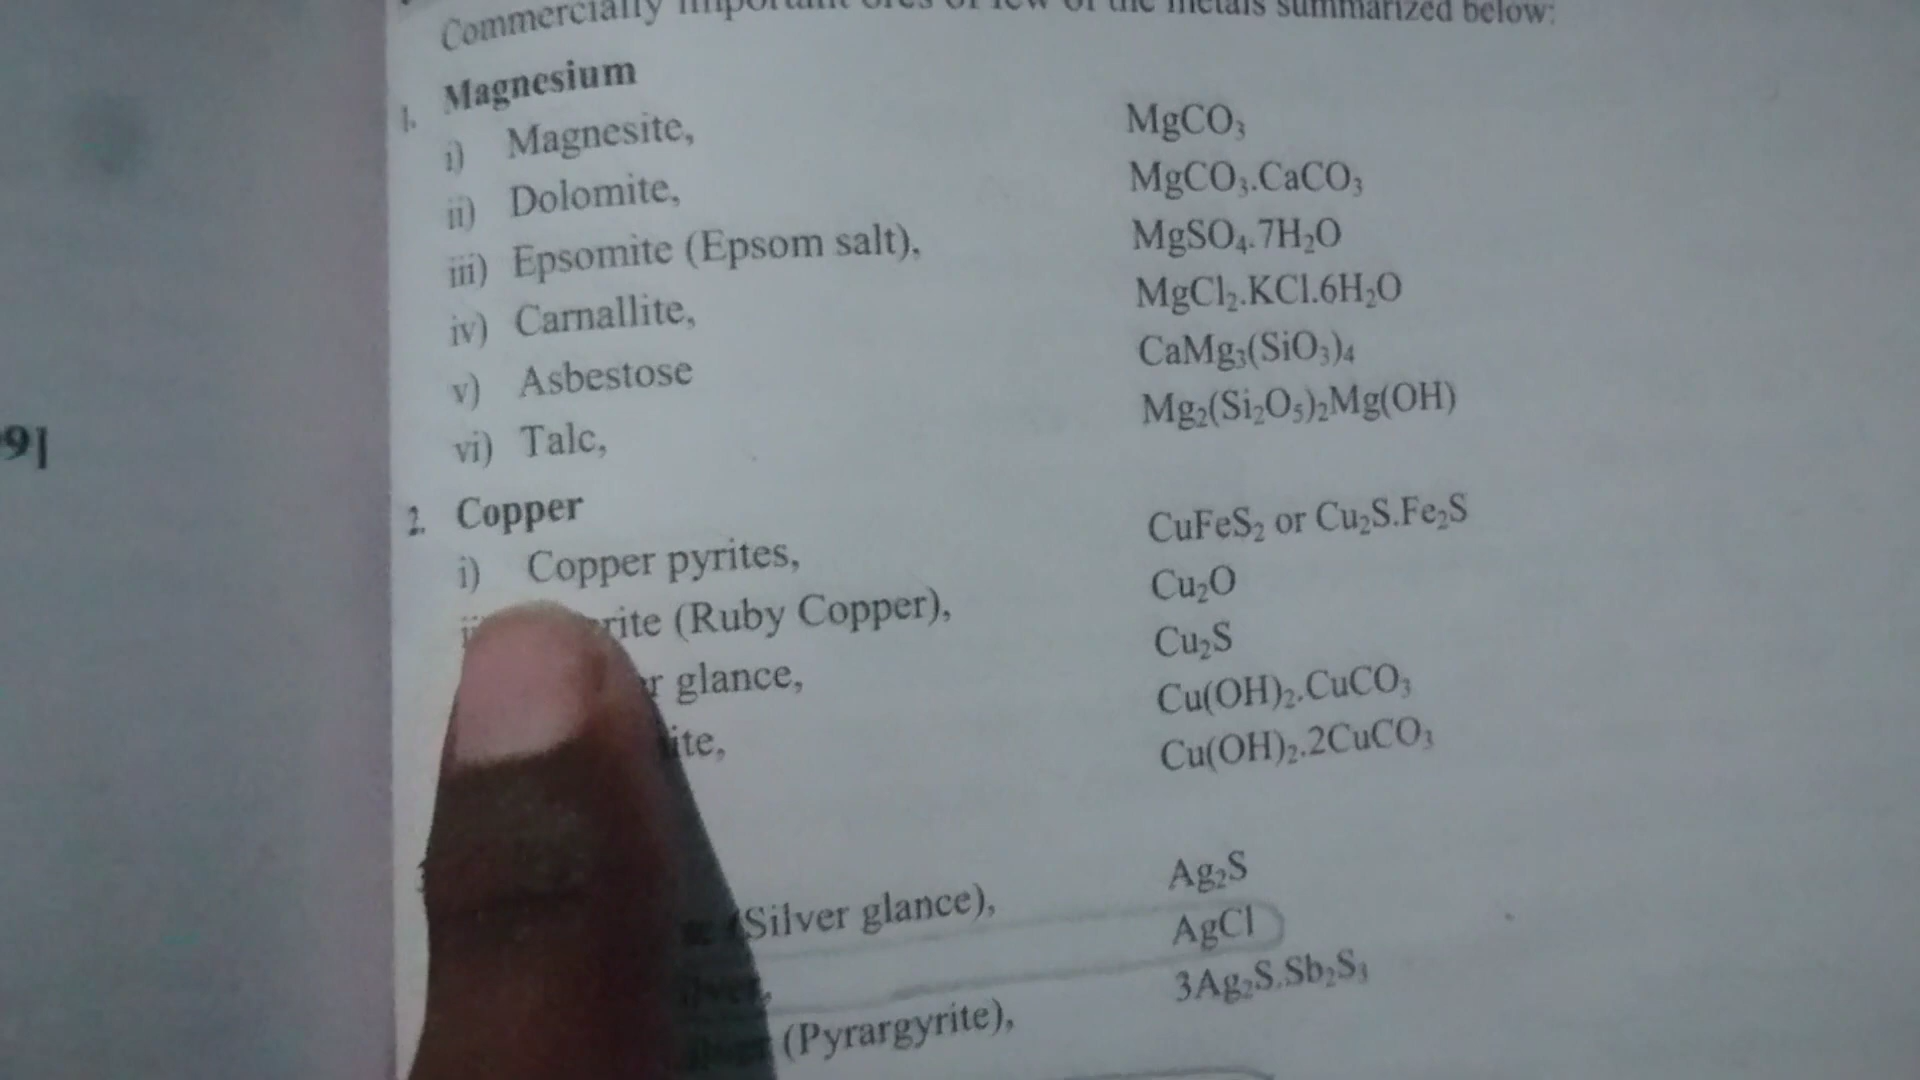 Commercially important ores of few of the metals summarized below:
1. Magnesium
i) Magnesite, MgCO₃
ii) Dolomite, MgCO₃.CaCO₃
iii) Epsomite (Epsom salt), MgSO₄.7H₂O
iv) Carnallite, MgCl₂.KCl.6H₂O
v) Asbestose CaMg₃(SiO₃)₄
vi) Talc, Mg₂(Si₂O₅)₂Mg(OH)
2. Copper
i) Copper pyrites, CuFeS₂ or Cu₂S.Fe₂S
rite (Ruby Copper), Cu₂O
r glance, Cu₂S
ite, Cu(OH)₂.CuCO₃
Cu(OH)₂.2CuCO₃
(Silver glance), Ag₂S
AgCl
(Pyrargyrite), 3Ag₂S.Sb₂S₃
9]